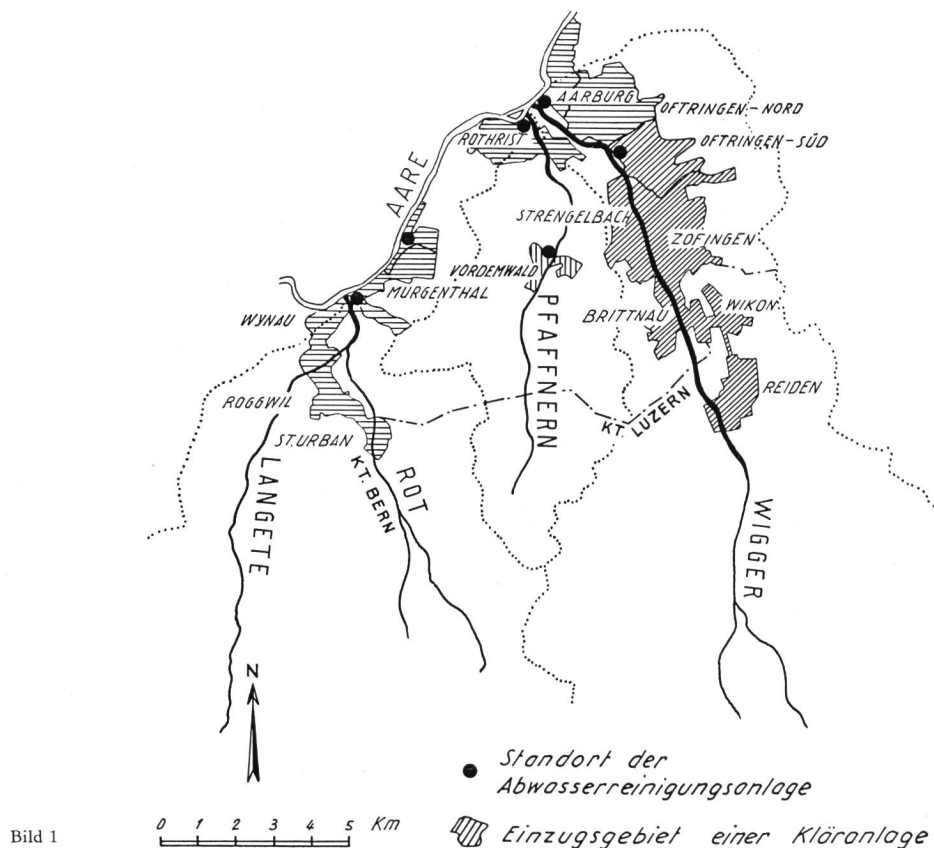 AARBURG
OFTRINGEN-NORD
ROTHRIST
OFTRINGEN-SÜD
AARE
STRENGELBACH
ZOFINGEN
VORDEMWALD
MURGENTHAL
WYNAU
BRITTNAU
WIKON
PFAFFNERN
ROGGWIL
REIDEN
KT. LUZERN
ST. URBAN
LANGETE
KT. BERN
ROT
WIGGER
N
Standort der
Abwasserreinigungsanlage
Bild 1
0 1 2 3 4 5 Km
Einzugsgebiet einer Kläranlage